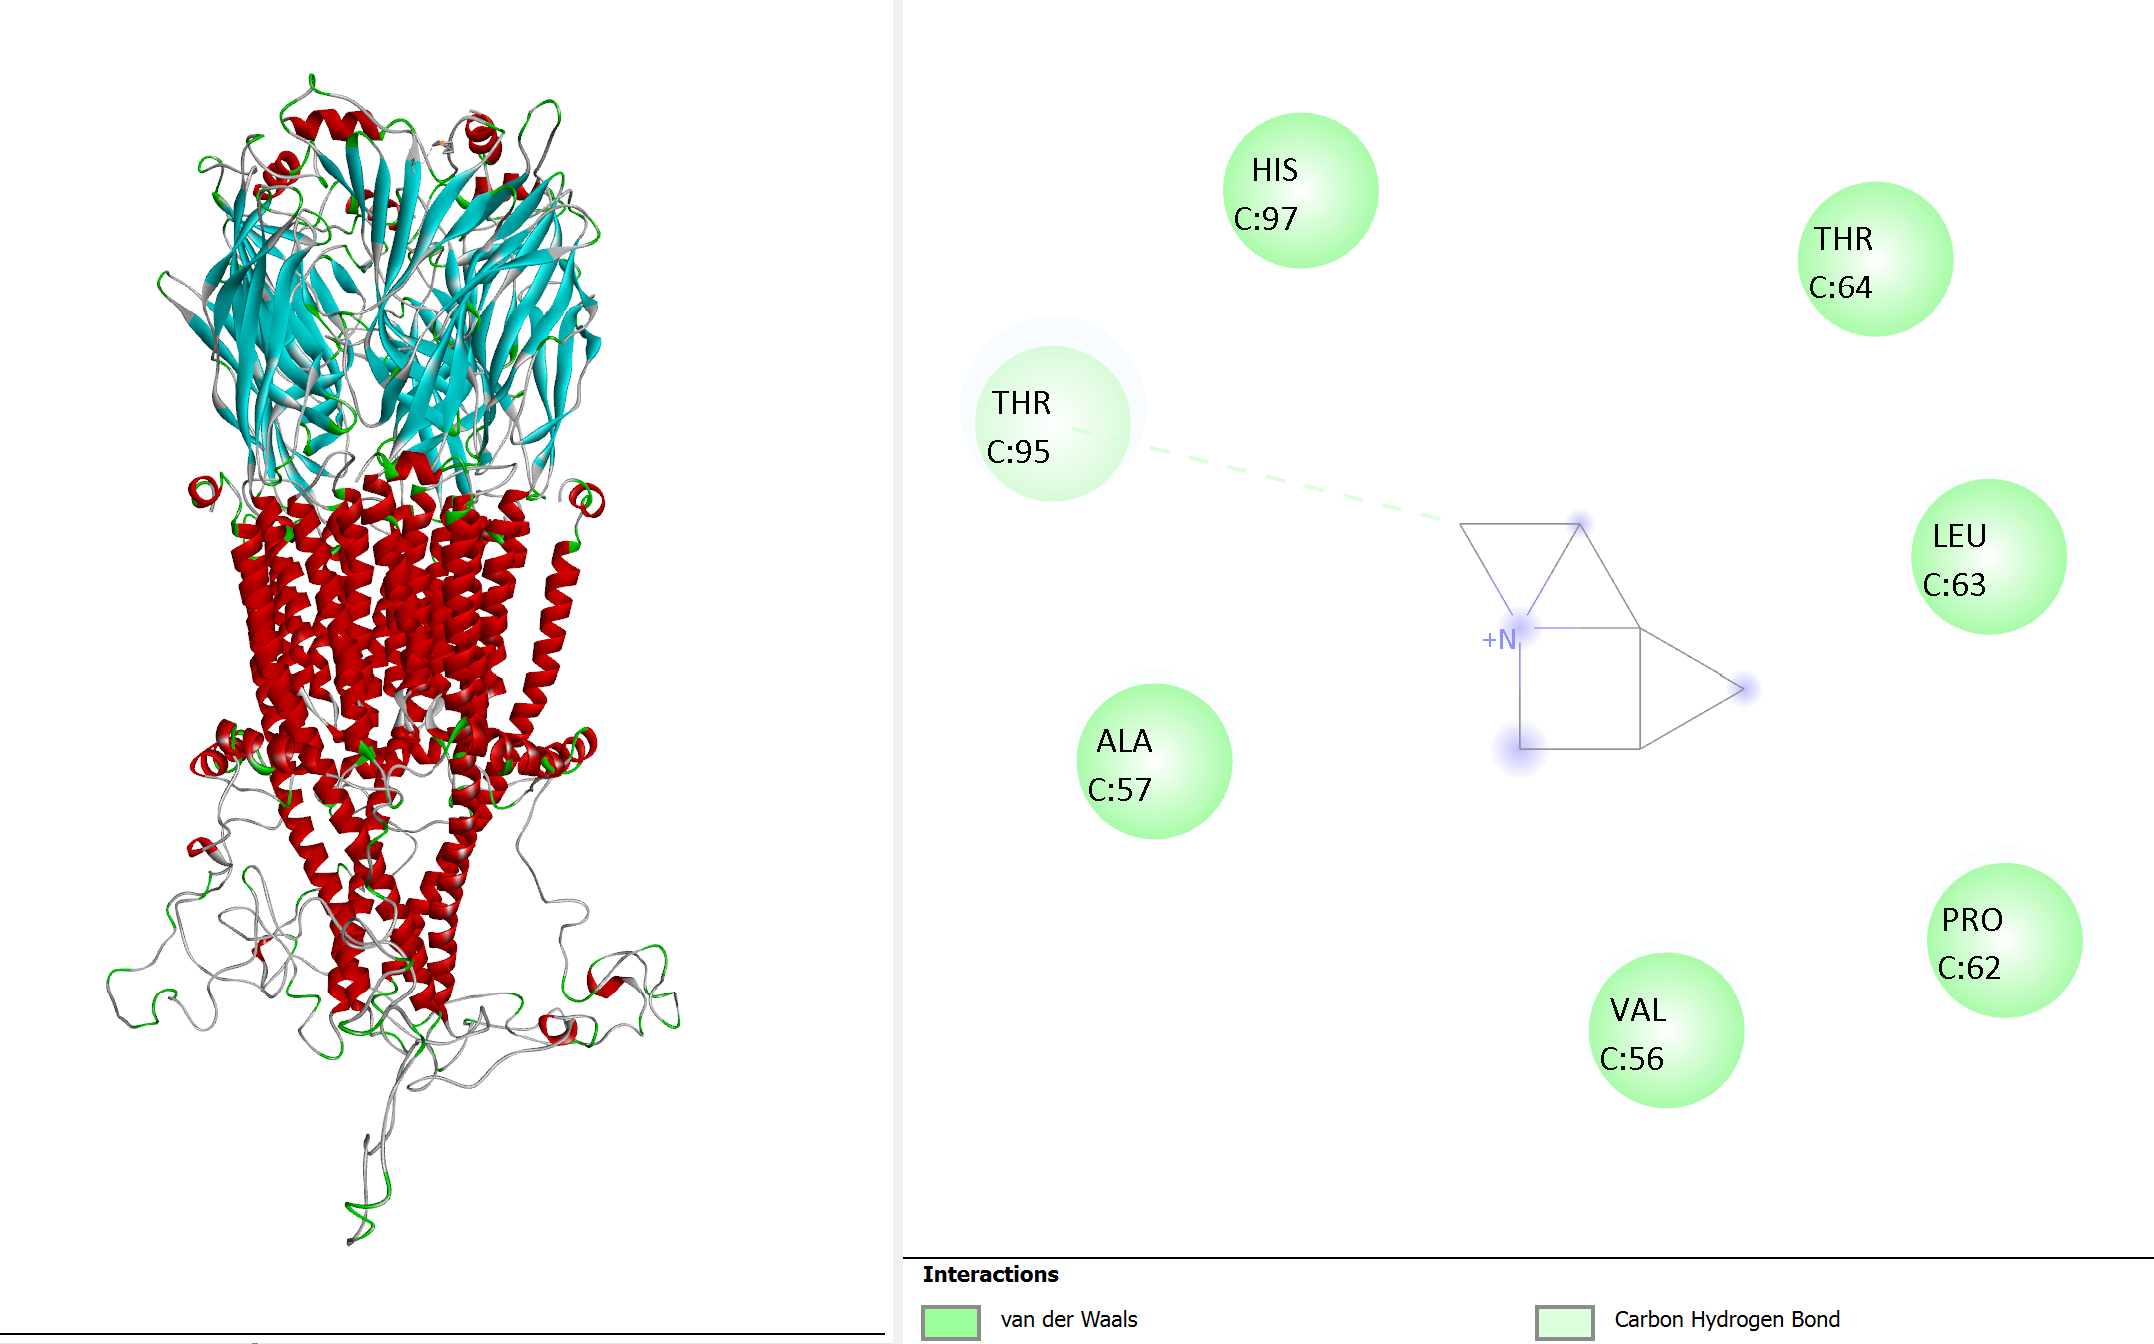 HIS
C:97
THR
C:64
THR
C:95
LEU
C:63
+N
ALA
C:57
PRO
C:62
VAL
C:56
Interactions
van der Waals
Carbon Hydrogen Bond